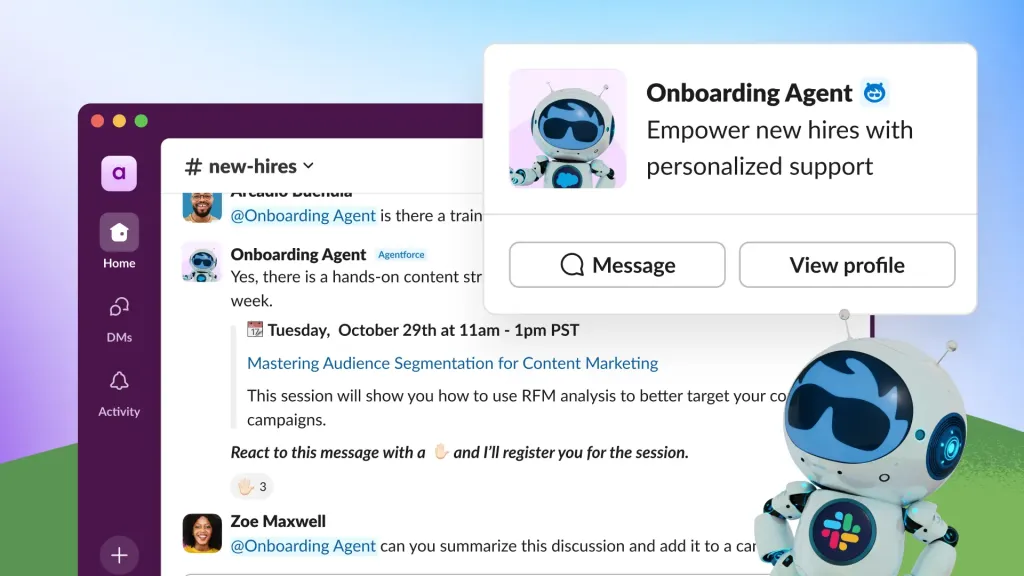 a
# new-hires
Home
DMs
Activity
Arcadio Buendia
@Onboarding Agent is there a train
Onboarding Agent Agentforce
Yes, there is a hands-on content str
week.
Tuesday, October 29th at 11am - 1pm PST
Mastering Audience Segmentation for Content Marketing
This session will show you how to use RFM analysis to better target your co
campaigns.
React to this message with a ✋🏻 and I’ll register you for the session.
✋🏻 3
Zoe Maxwell
@Onboarding Agent can you summarize this discussion and add it to a car
Onboarding Agent
Empower new hires with
personalized support
Message
View profile